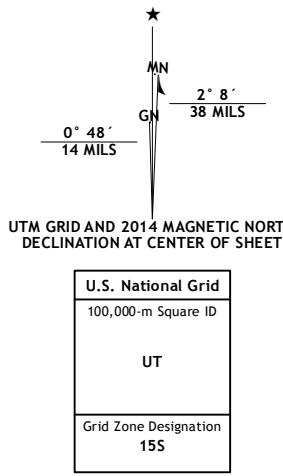 ★
MN
GN
2° 8´
38 MILS
0° 48´
14 MILS
UTM GRID AND 2014 MAGNETIC NORT
DECLINATION AT CENTER OF SHEET
U.S. National Grid
100,000-m Square ID
UT
Grid Zone Designation
15S